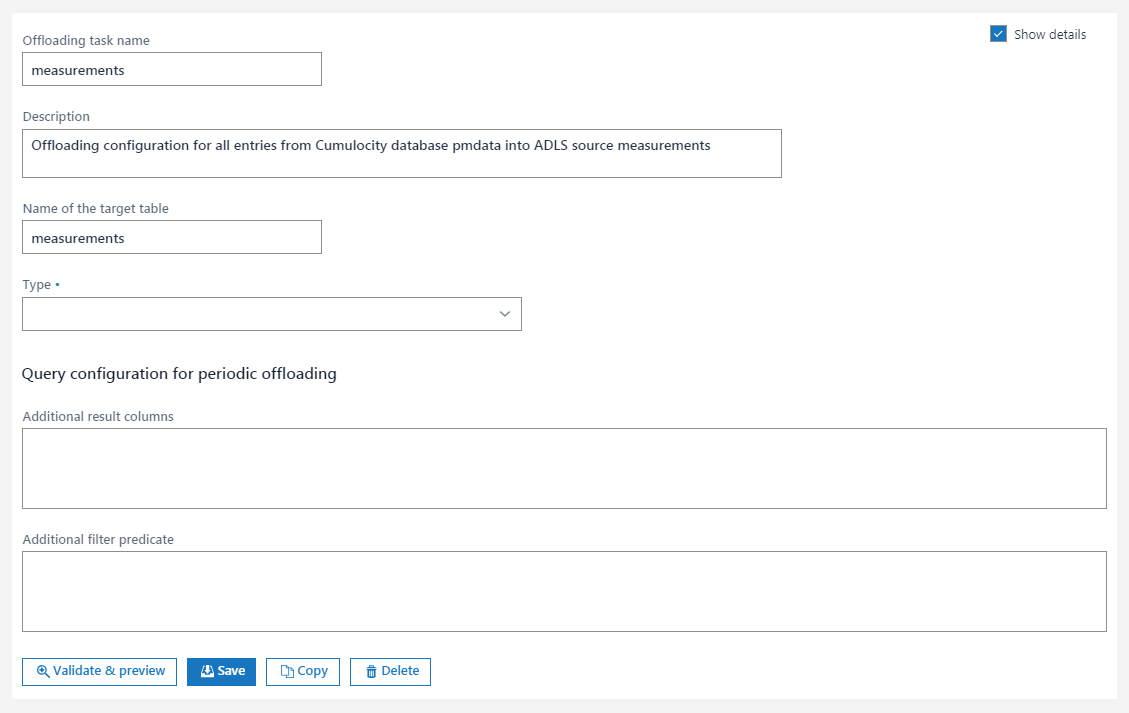 Offloading task name
Show details
measurements
Description
Offloading configuration for all entries from Cumulocity database pmdata into ADLS source measurements
Name of the target table
measurements
Type •
Query configuration for periodic offloading
Additional result columns
Additional filter predicate
Validate & preview
Save
Copy
Delete